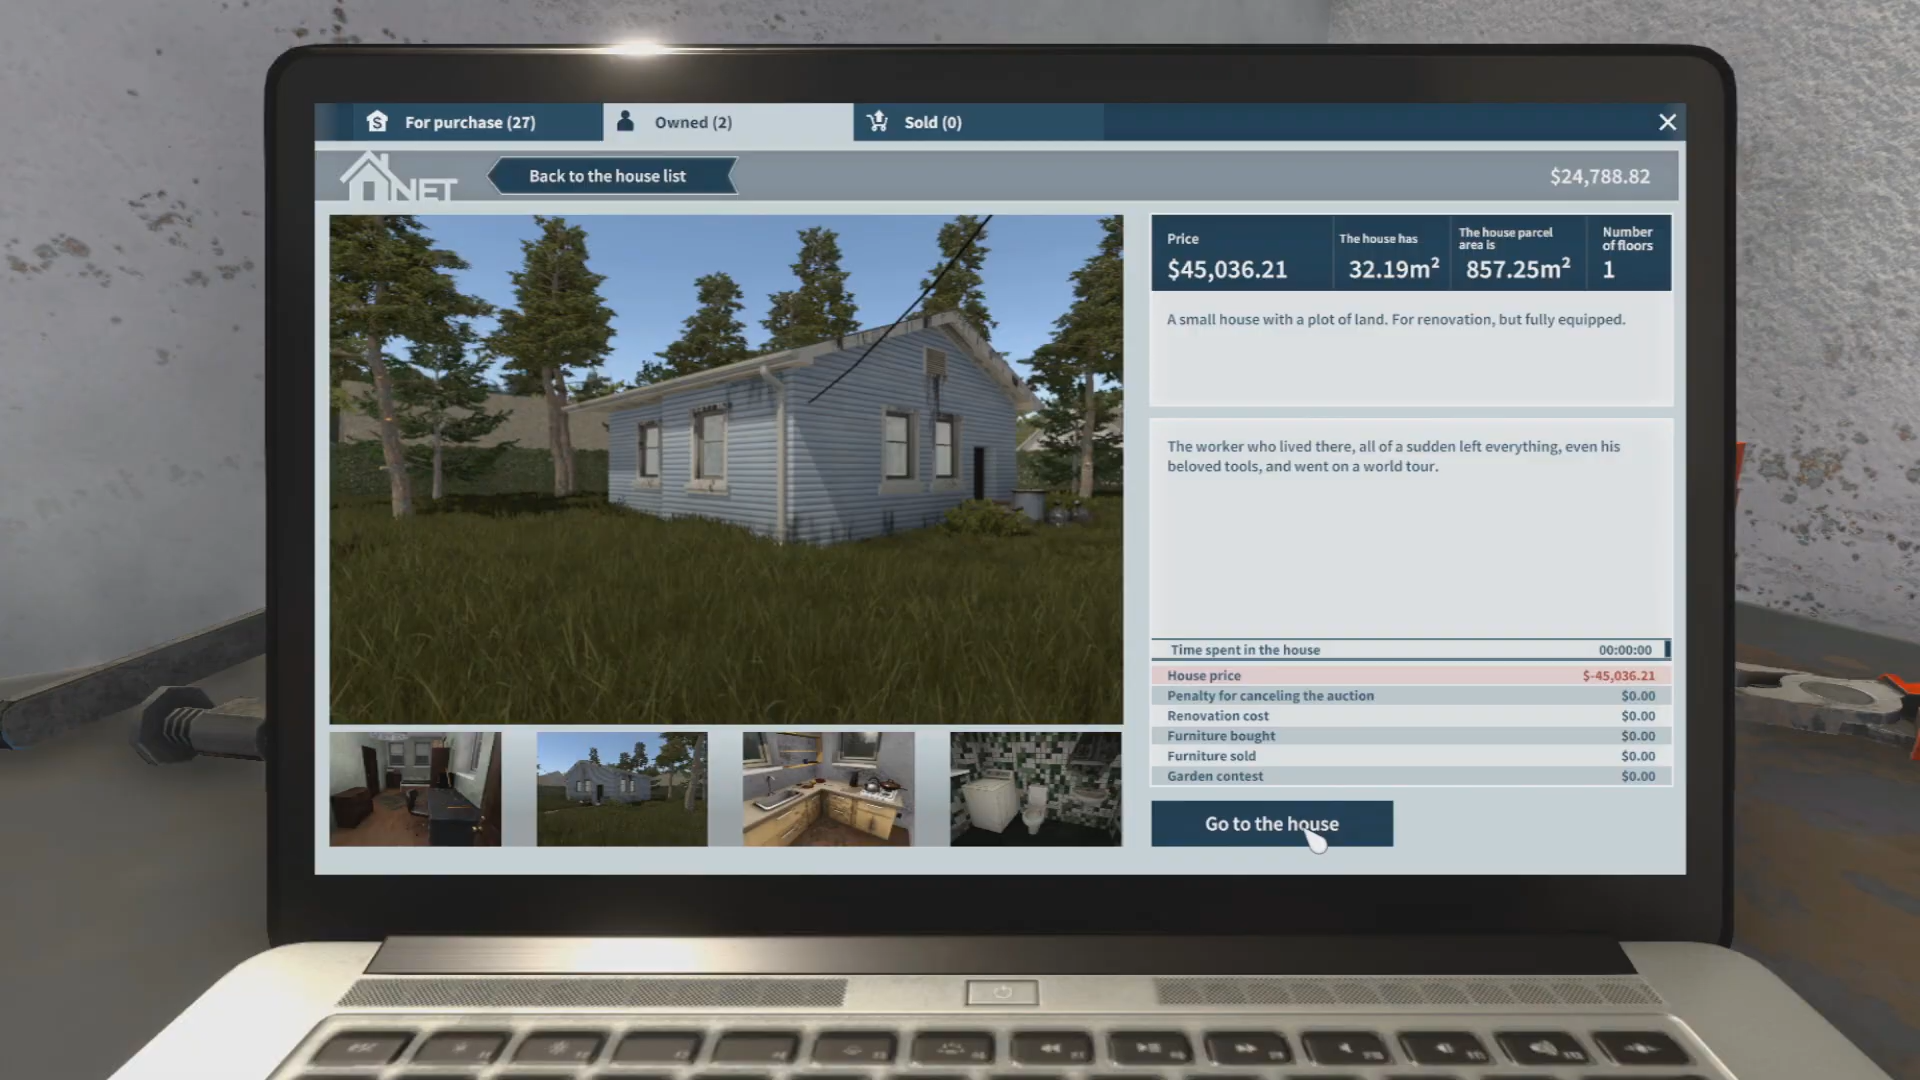 For purchase (27)
Owned (2)
Sold (0)
NET
Back to the house list
$24,788.82
Price
$45,036.21
The house has
32.19m²
The house parcel
area is
857.25m²
Number
of floors
1
A small house with a plot of land. For renovation, but fully equipped.
The worker who lived there, all of a sudden left everything, even his
beloved tools, and went on a world tour.
Time spent in the house 00:00:00
House price $-45,036.21
Penalty for canceling the auction $0.00
Renovation cost $0.00
Furniture bought $0.00
Furniture sold $0.00
Garden contest $0.00
Go to the house